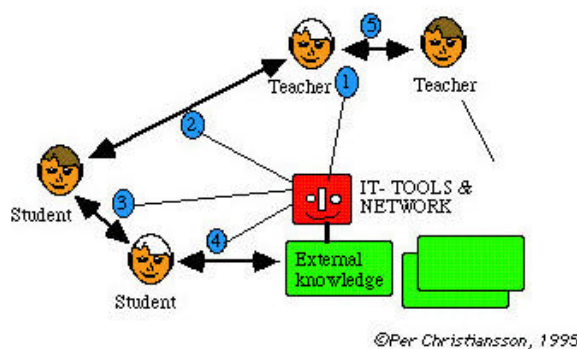 5
1
Teacher
Teacher
2
Student
3
IT- TOOLS &
NETWORK
4
Student
External
knowledge
©Per Christiansson, 1995